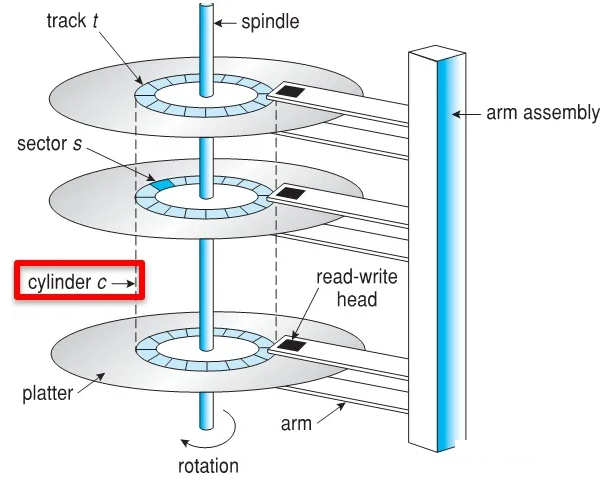 track t
spindle
arm assembly
sector s
cylinder c
read-write
head
platter
arm
rotation